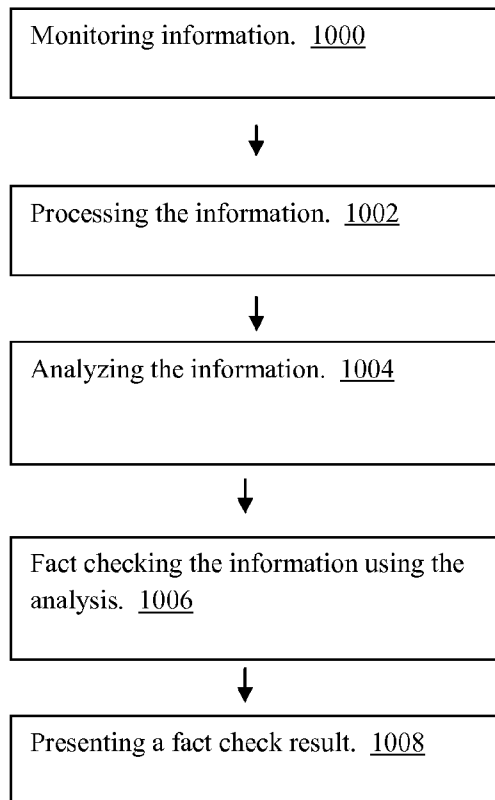 Monitoring information. 1000
Processing the information. 1002
Analyzing the information. 1004
Fact checking the information using the
analysis. 1006
Presenting a fact check result. 1008